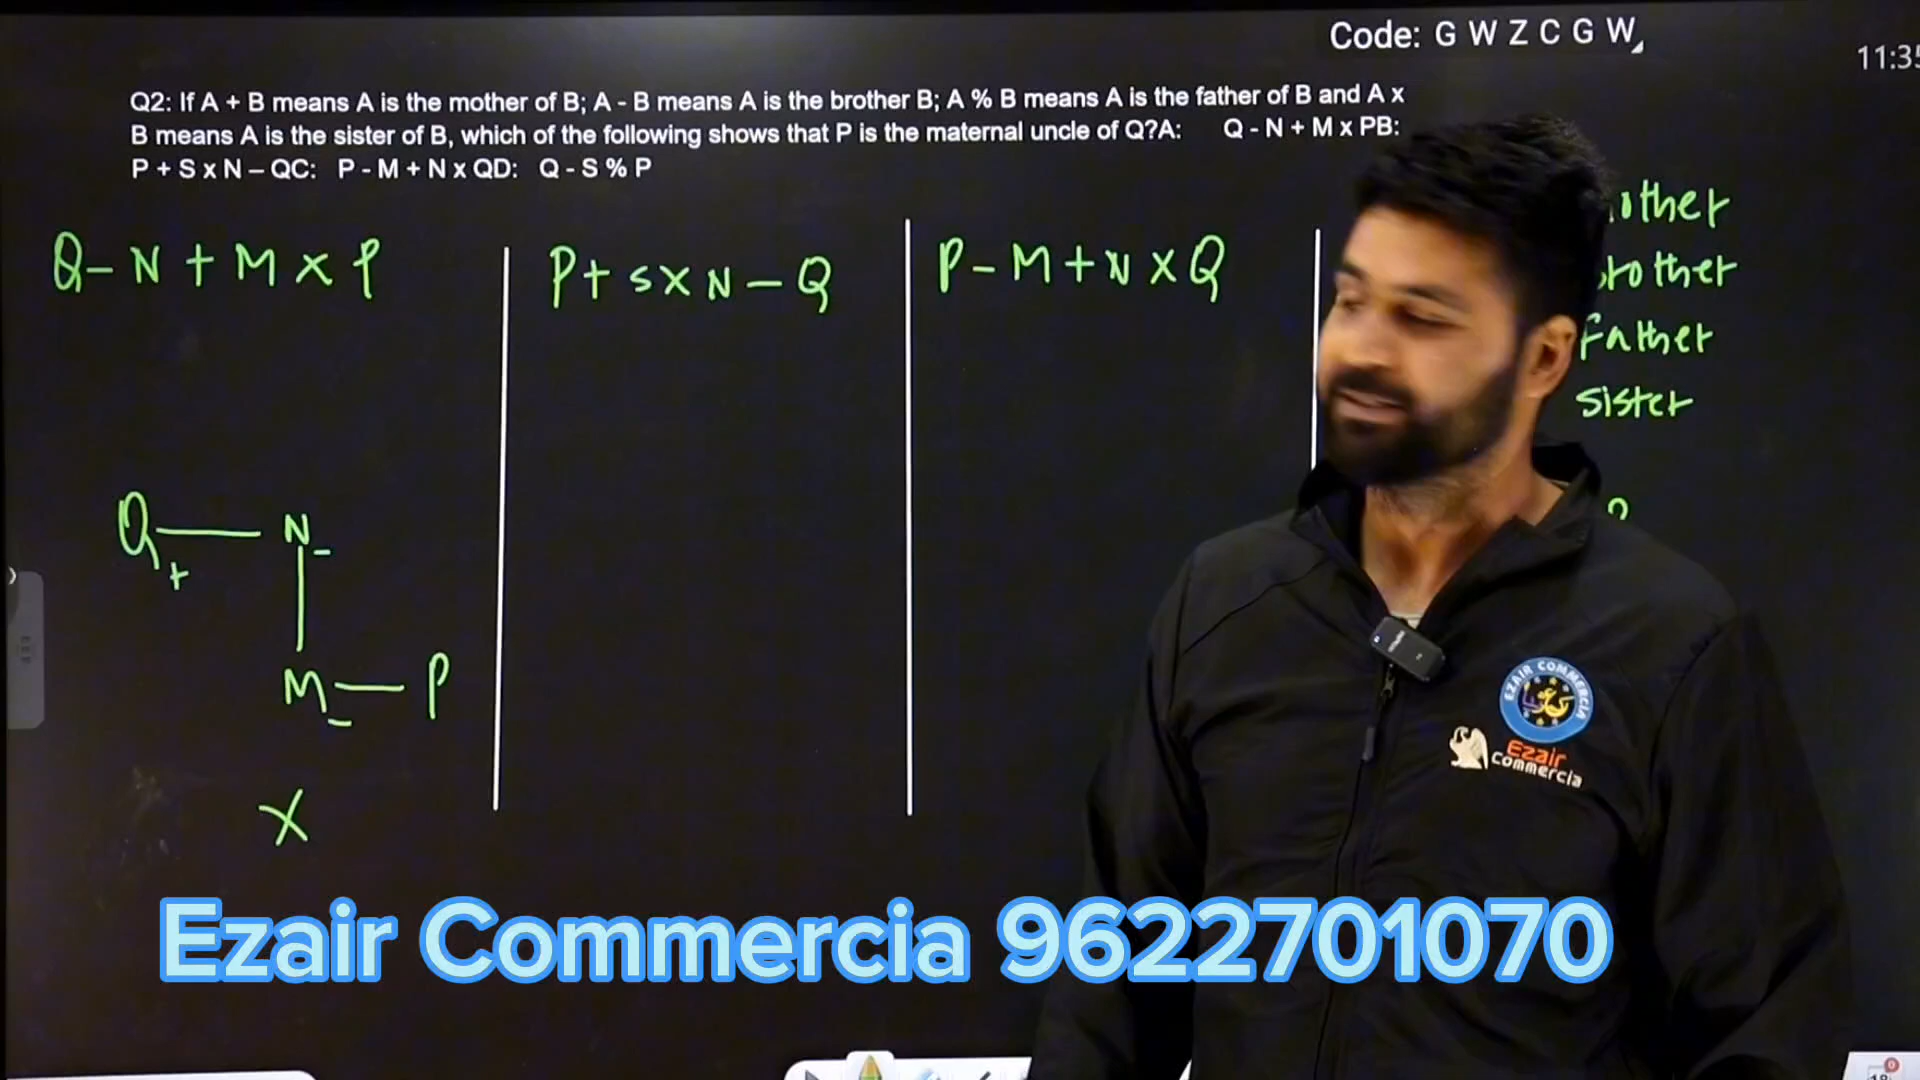 Code: G W Z C G W
11:35
Q2: If A + B means A is the mother of B; A - B means A is the brother B; A % B means A is the father of B and A x
B means A is the sister of B, which of the following shows that P is the maternal uncle of Q?A: Q - N + M x PB:
P + S x N – QC: P - M + N x QD: Q - S % P
Q - N + M x P
P + S x N - Q
P - M + N x Q
other
rother
Father
sister
Q + N -
M - P
X
EZAIR COMMERCIA
Ezair
Commercia
Ezair Commercia 9622701070